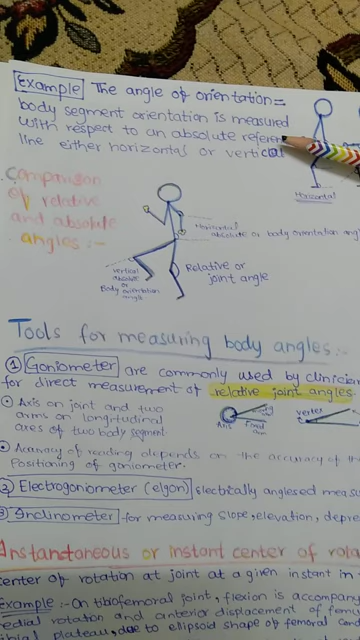 Example The angle of orientation =
body segment orientation is measured
with respect to an absolute referen
line either horizontal or vertical
Horizontal
Comparison
of relative
and absolute
angles:-
Horizontal
absolute or body orientation angl
Vertical
absolute
or
Body orientation
angle
Relative or
joint angle
Tools for measuring body angles:-
① Goniometer are commonly used by clinician
for direct measurement of relative joint angles.
Axis on joint and two
arms on longitudinal
axes of two body segment.
Axis
Fixed
arm
Vertex
Accuracy of reading depends on the accuracy of th
Positioning of goniometer.
② Electrogoniometer (elgon) electrically angles measu
③ Inclinometer - for measuring slope, elevation, depre
Instantaneous or instant center of rota
center of rotation at joint at a given instant in
Example :- On tibiofemoral joint, flexion is accompany
medial rotation and anterior displacement of femu
tibial plateau, due to ellipsoid shape of femoral con